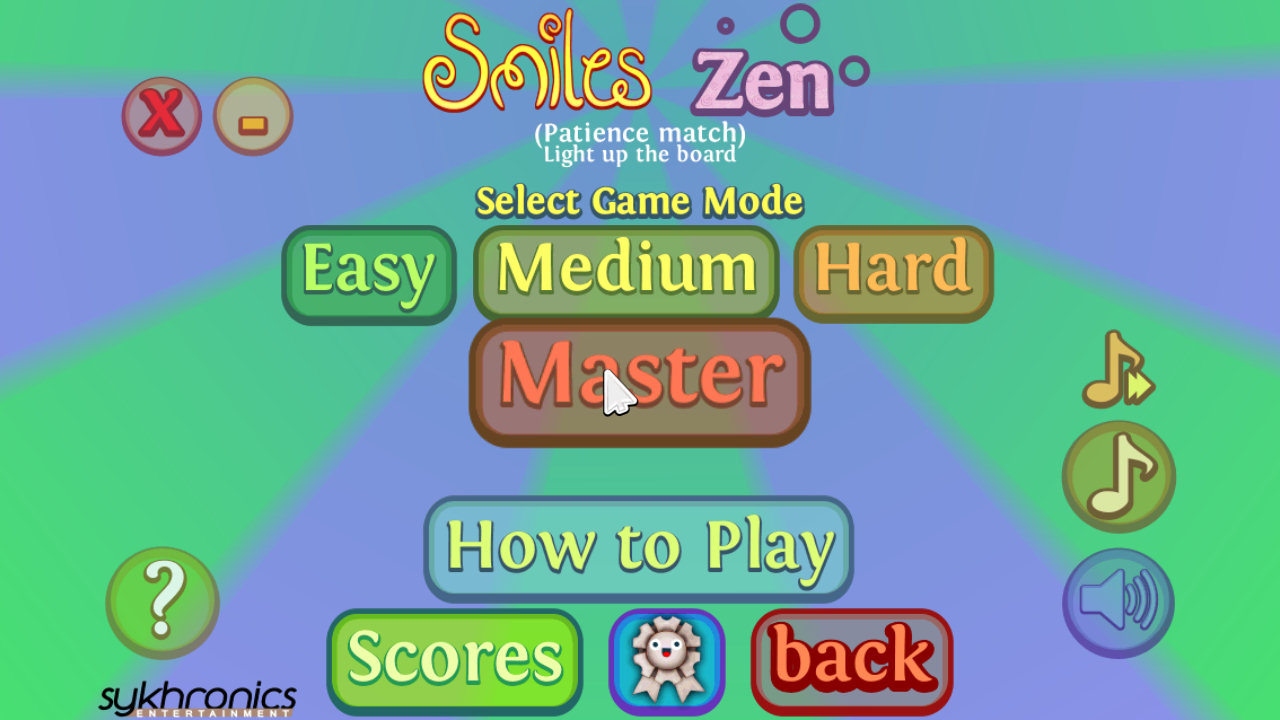 Smiles Zen
(Patience match)
Light up the board
X -
Select Game Mode
Easy Medium Hard
Master
How to Play
?
Scores back
sykhronics
ENTERTAINMENT